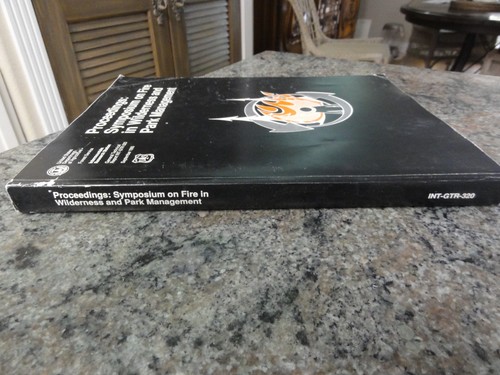 Proceedings:
Symposium on Fire
in Wilderness and
Park Management
Proceedings: Symposium on Fire in
Wilderness and Park Management
INT-GTR-320